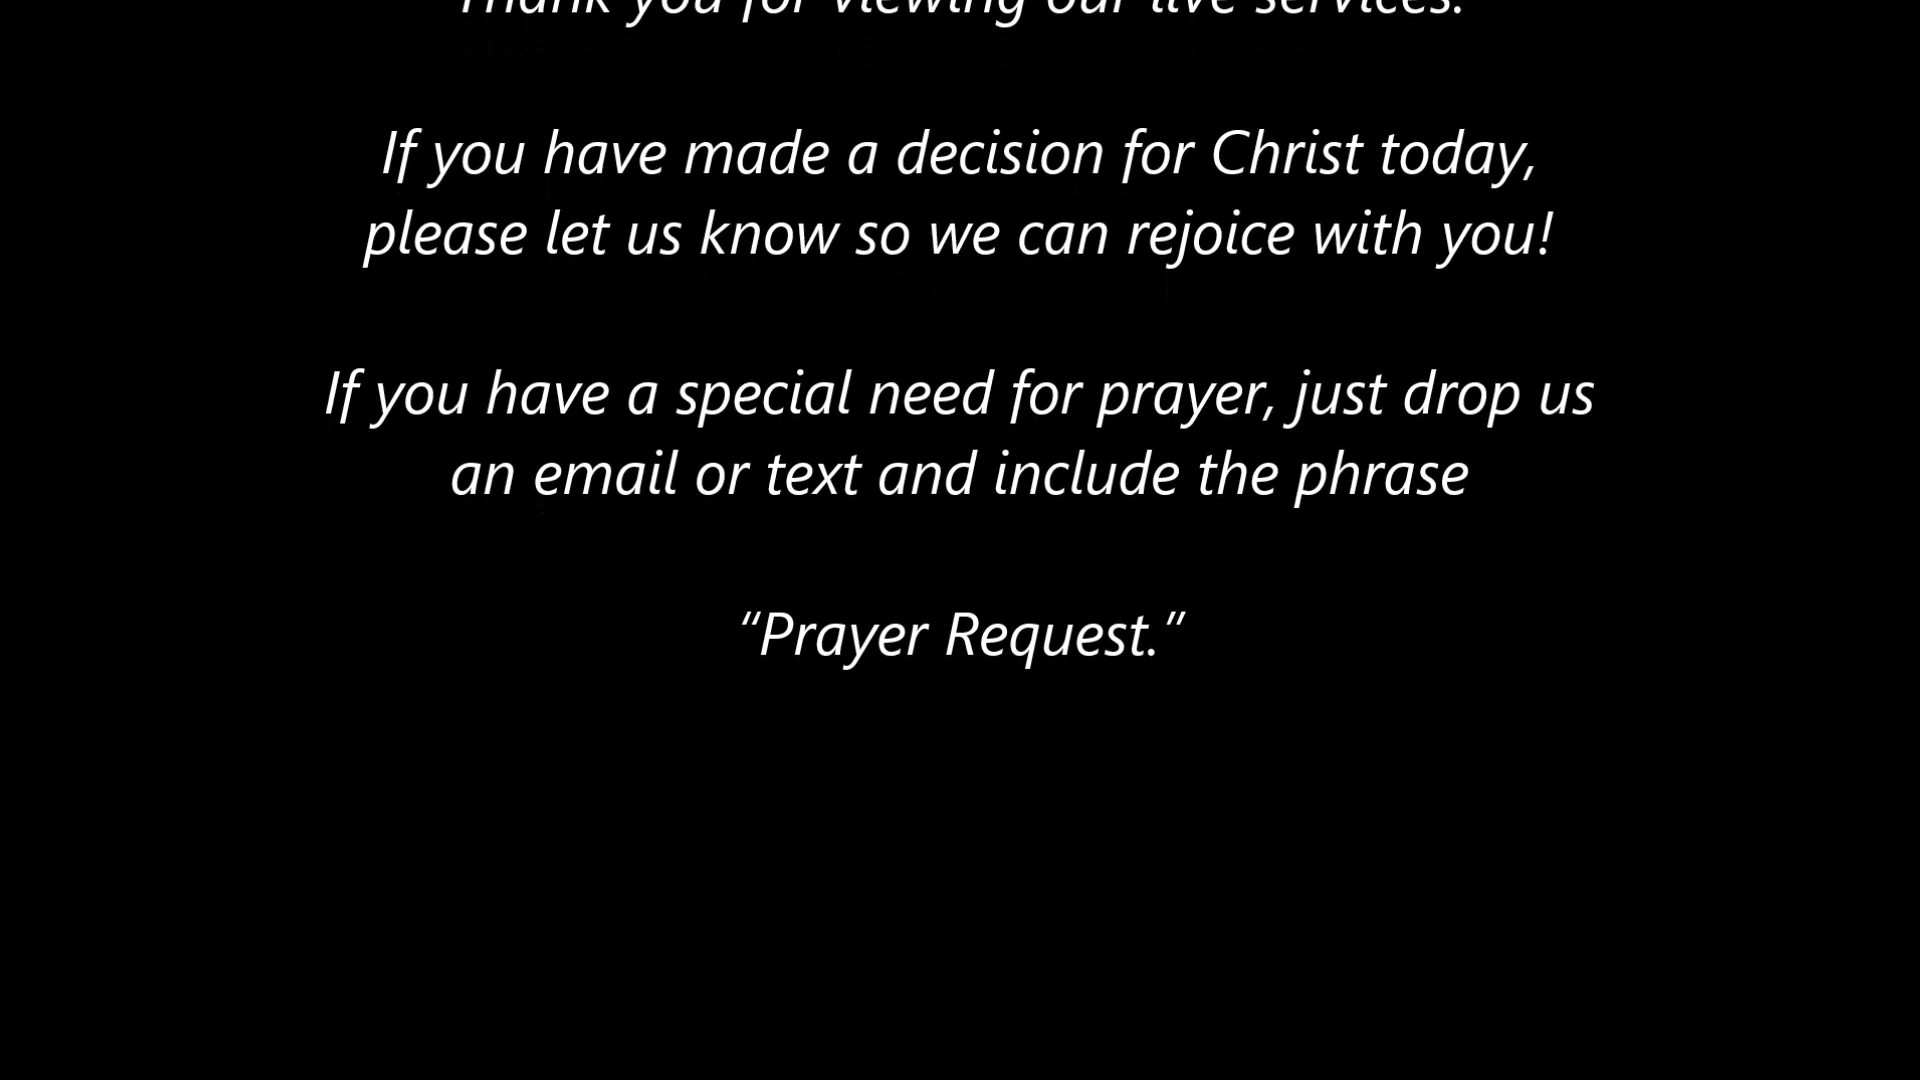 Thank you for viewing our live services.
If you have made a decision for Christ today,
please let us know so we can rejoice with you!
If you have a special need for prayer, just drop us
an email or text and include the phrase
“Prayer Request.”